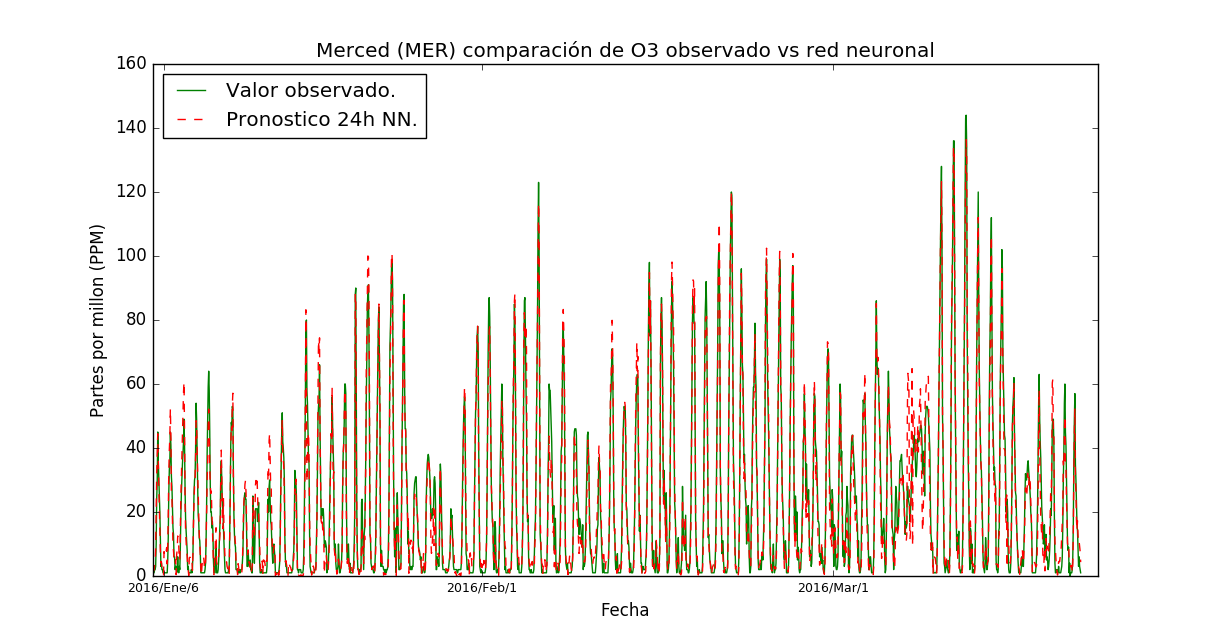 Merced (MER) comparación de O3 observado vs red neuronal
Valor observado.
Pronostico 24h NN.
Partes por millon (PPM)
160
140
120
100
80
60
40
20
0
2016/Ene/6
2016/Feb/1
2016/Mar/1
Fecha